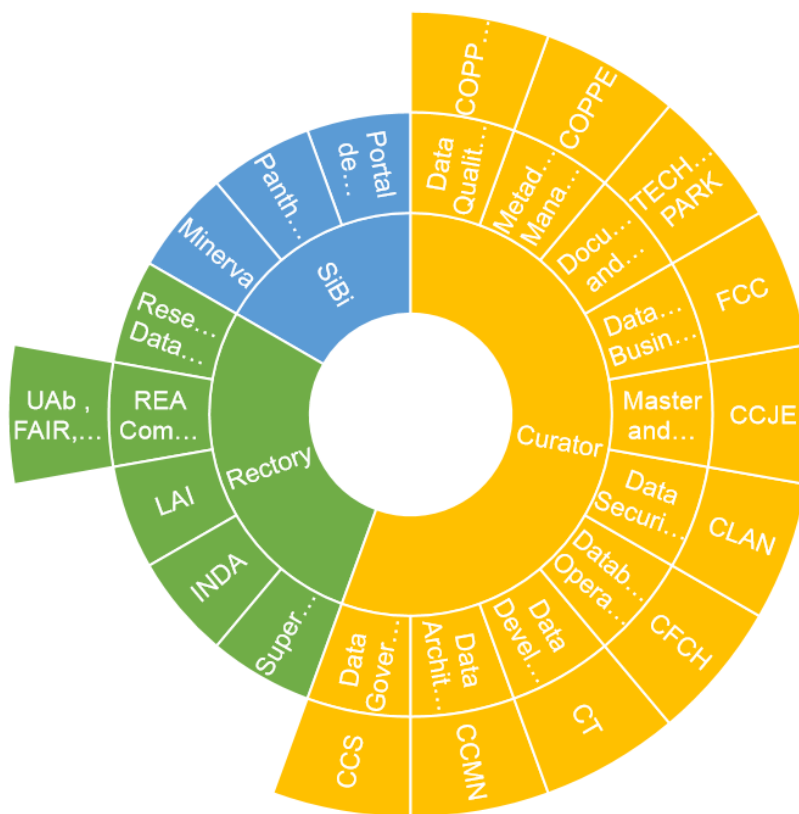 COPP...
COPPE
TECH...
PARK
FCC
CCJE
CLAN
CFCH
CT
CCMN
CCS
Data
Qualit...
Metad...
Mana...
Docu...
and...
Data...
Busin...
Master
and...
Data
Securi...
Datab...
Opera...
Data
Devel...
Data
Archit...
Data
Gover...
Curator
Super...
INDA
LAI
REA
Com...
UAb ,
FAIR,...
Rese...
Data...
Rectory
Minerva
Panth...
Portal
de...
SiBi